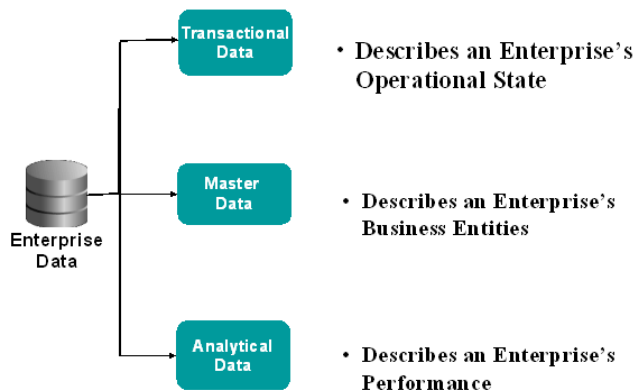 Transactional
Data
• Describes an Enterprise's
Operational State
Master
Data
• Describes an Enterprise's
Business Entities
Enterprise
Data
Analytical
Data
• Describes an Enterprise's
Performance